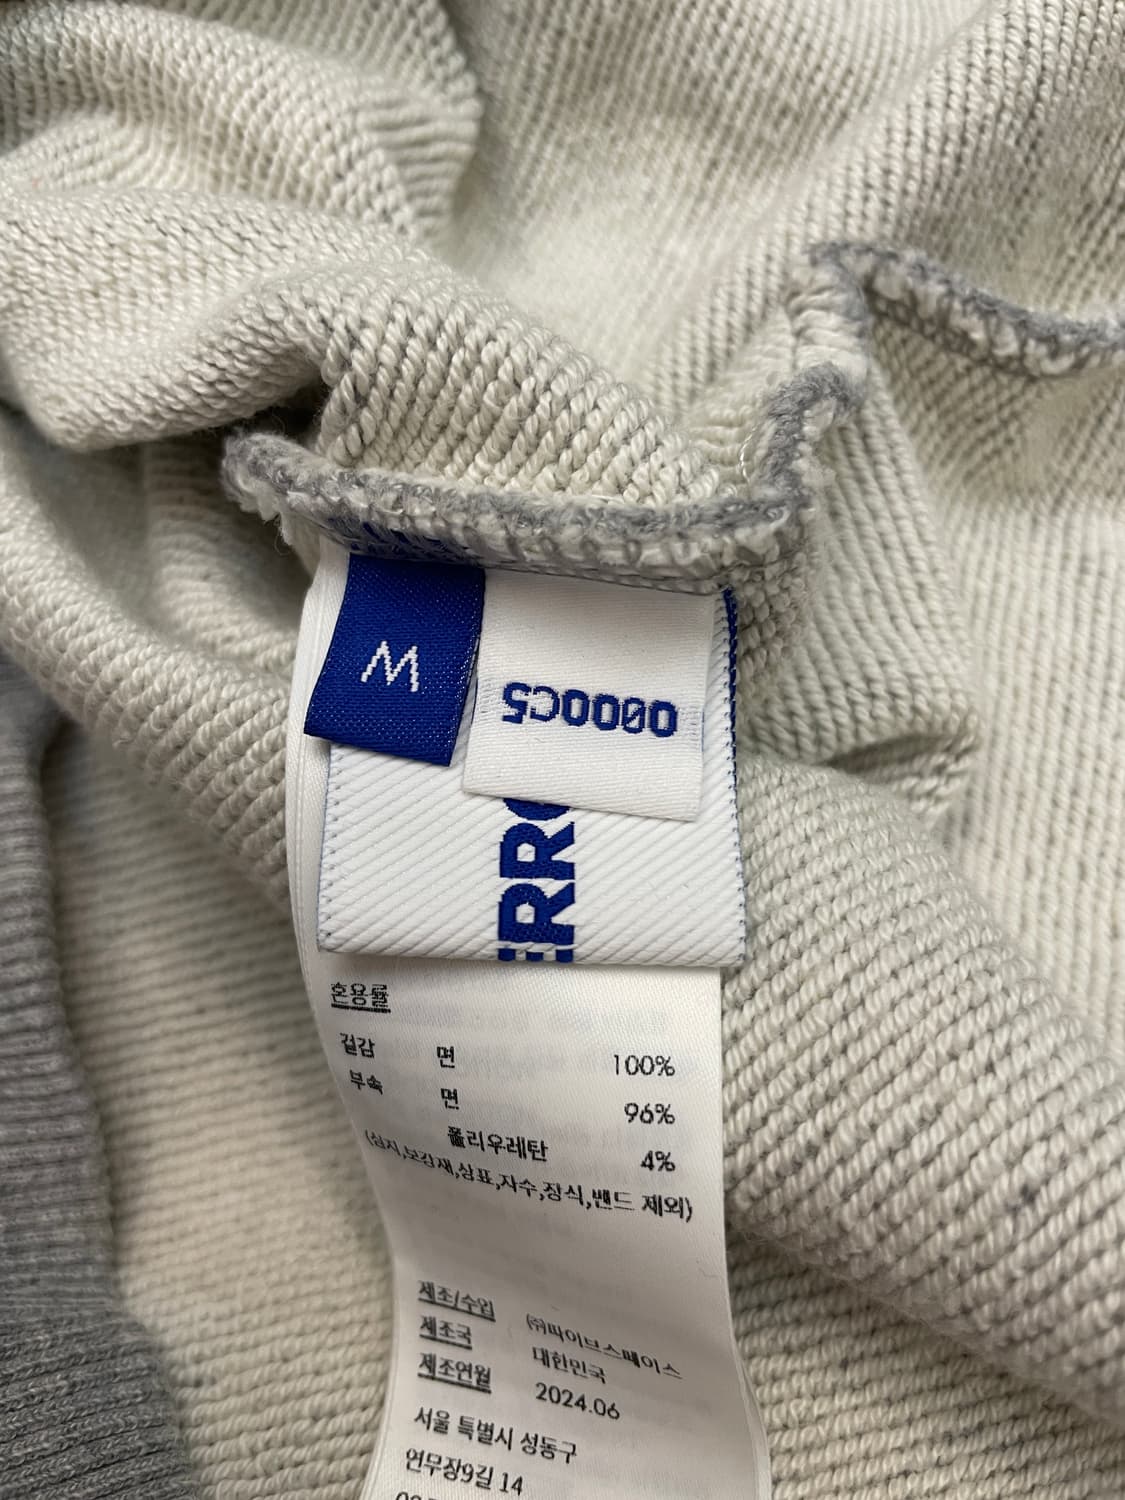 M
0000C5
ERRO
혼용률
겉감 면 100%
부속 면 96%
폴리우레탄 4%
(심지,보강재,상표,자수,장식,밴드 제외)
제조/수입 ㈜파이브스페이스
제조국 대한민국
제조연월 2024.06
서울 특별시 성동구
연무장9길 14